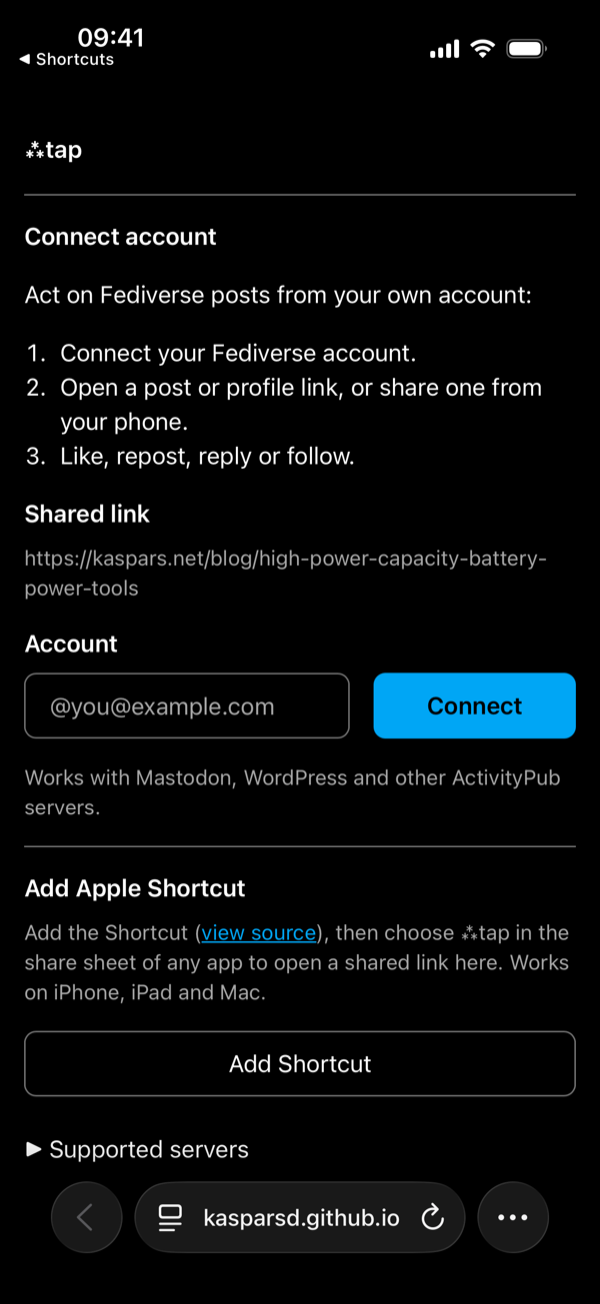 09:41
◀ Shortcuts
⁂tap
Connect account
Act on Fediverse posts from your own account:
1. Connect your Fediverse account.
2. Open a post or profile link, or share one from
your phone.
3. Like, repost, reply or follow.
Shared link
https://kaspars.net/blog/high-power-capacity-battery-
power-tools
Account
@you@example.com
Connect
Works with Mastodon, WordPress and other ActivityPub
servers.
Add Apple Shortcut
Add the Shortcut (view source), then choose ⁂tap in the
share sheet of any app to open a shared link here. Works
on iPhone, iPad and Mac.
Add Shortcut
▶ Supported servers
kasparsd.github.io